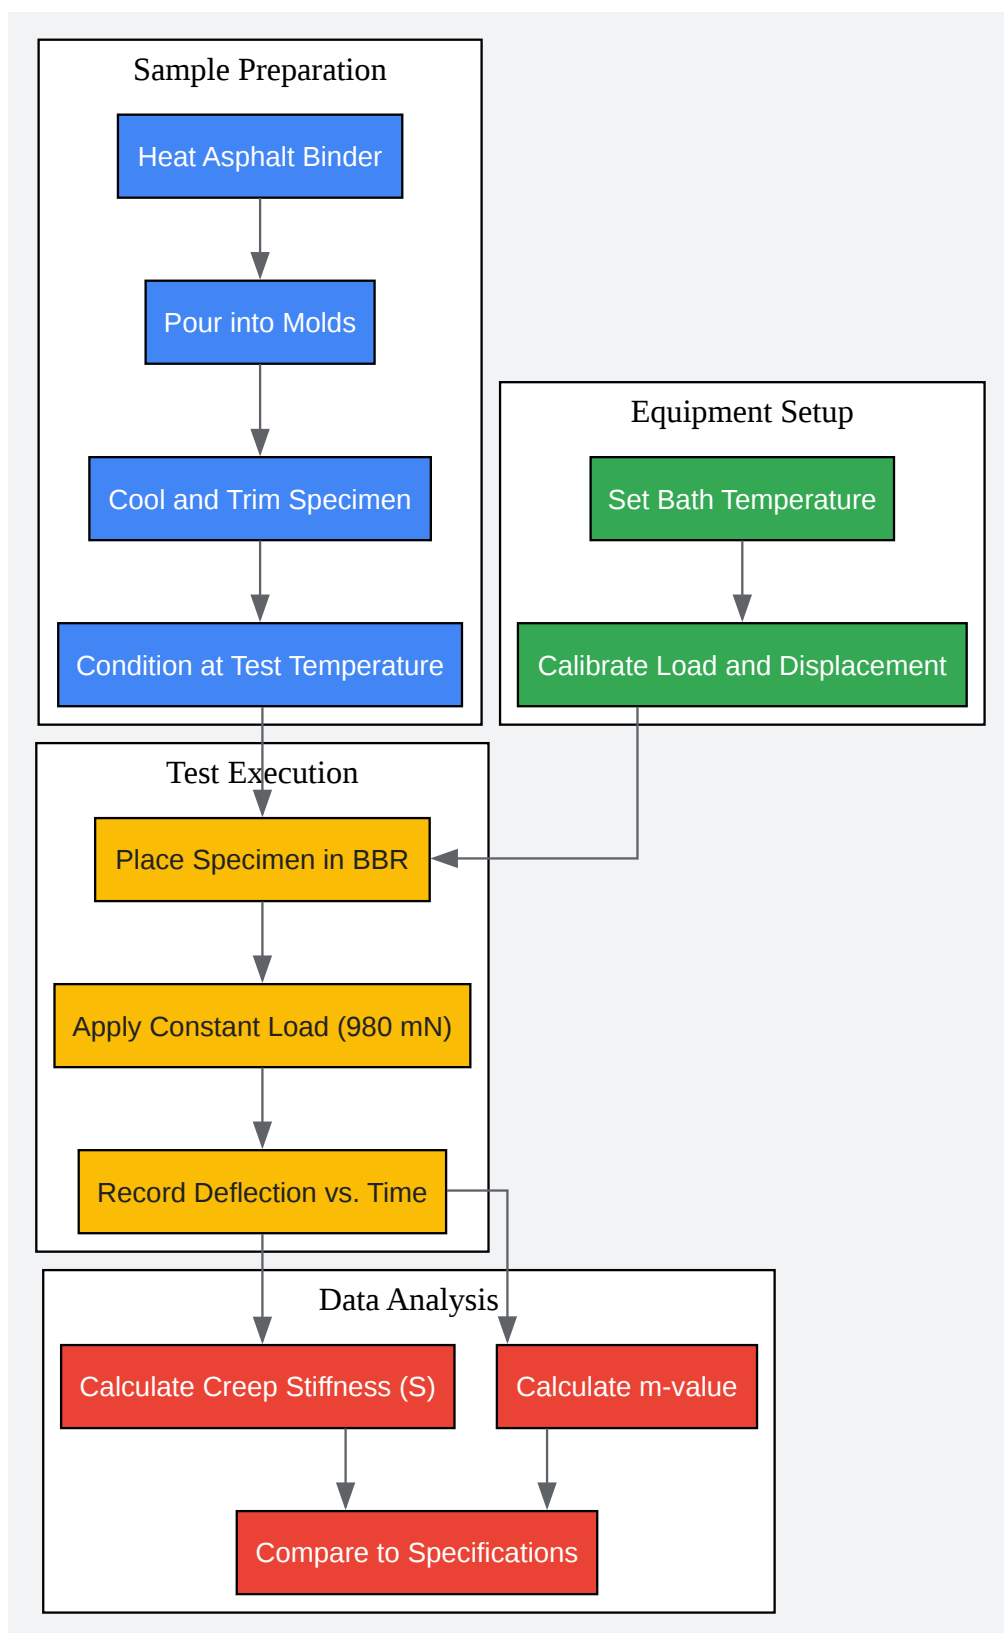 Sample Preparation
Heat Asphalt Binder
Pour into Molds
Cool and Trim Specimen
Condition at Test Temperature
Equipment Setup
Set Bath Temperature
Calibrate Load and Displacement
Test Execution
Place Specimen in BBR
Apply Constant Load (980 mN)
Record Deflection vs. Time
Data Analysis
Calculate Creep Stiffness (S)
Calculate m-value
Compare to Specifications